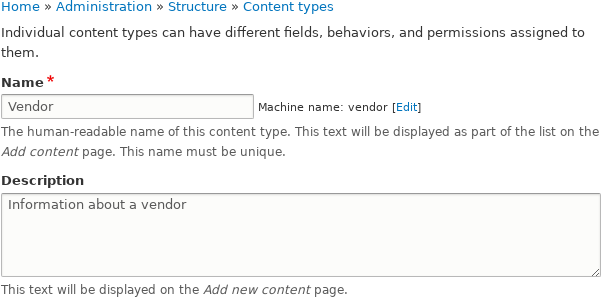 Home » Administration » Structure » Content types
Individual content types can have different fields, behaviors, and permissions assigned to
them.
Name *
Vendor Machine name: vendor [Edit]
The human-readable name of this content type. This text will be displayed as part of the list on the
Add content page. This name must be unique.
Description
Information about a vendor
This text will be displayed on the Add new content page.